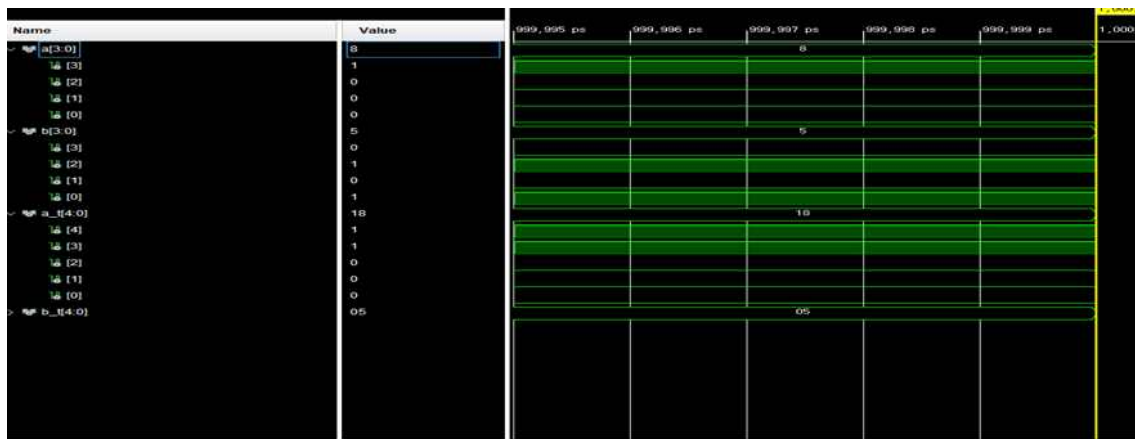 1,000
Name Value 999,995 ps 999,996 ps 999,997 ps 999,998 ps 999,999 ps 1,000
a[3:0] 8 8
[3] 1
[2] 0
[1] 0
[0] 0
b[3:0] 5 5
[3] 0
[2] 1
[1] 0
[0] 1
a_t[4:0] 18 18
[4] 1
[3] 1
[2] 0
[1] 0
[0] 0
b_t[4:0] 05 05